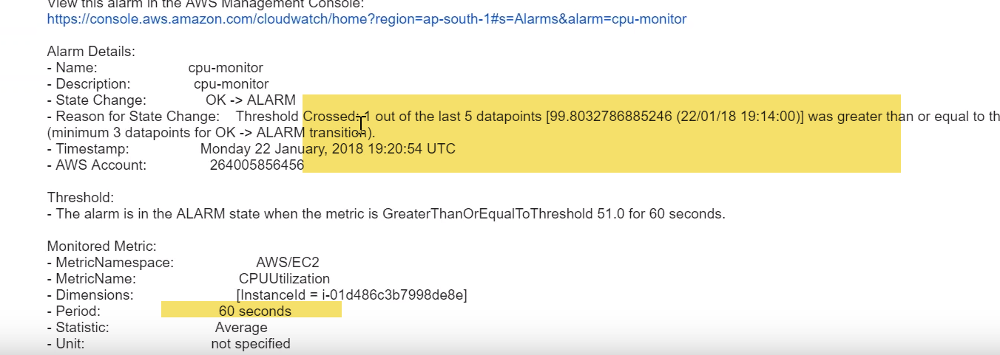 View this alarm in the AWS Management Console:
https://console.aws.amazon.com/cloudwatch/home?region=ap-south-1#s=Alarms&alarm=cpu-monitor
Alarm Details:
- Name: cpu-monitor
- Description: cpu-monitor
- State Change: OK -> ALARM
- Reason for State Change: Threshold Crossed: 1 out of the last 5 datapoints [99.8032786885246 (22/01/18 19:14:00)] was greater than or equal to th
(minimum 3 datapoints for OK -> ALARM transition).
- Timestamp: Monday 22 January, 2018 19:20:54 UTC
- AWS Account: 264005856456
Threshold:
- The alarm is in the ALARM state when the metric is GreaterThanOrEqualToThreshold 51.0 for 60 seconds.
Monitored Metric:
- MetricNamespace: AWS/EC2
- MetricName: CPUUtilization
- Dimensions: [InstanceId = i-01d486c3b7998de8e]
- Period: 60 seconds
- Statistic: Average
- Unit: not specified